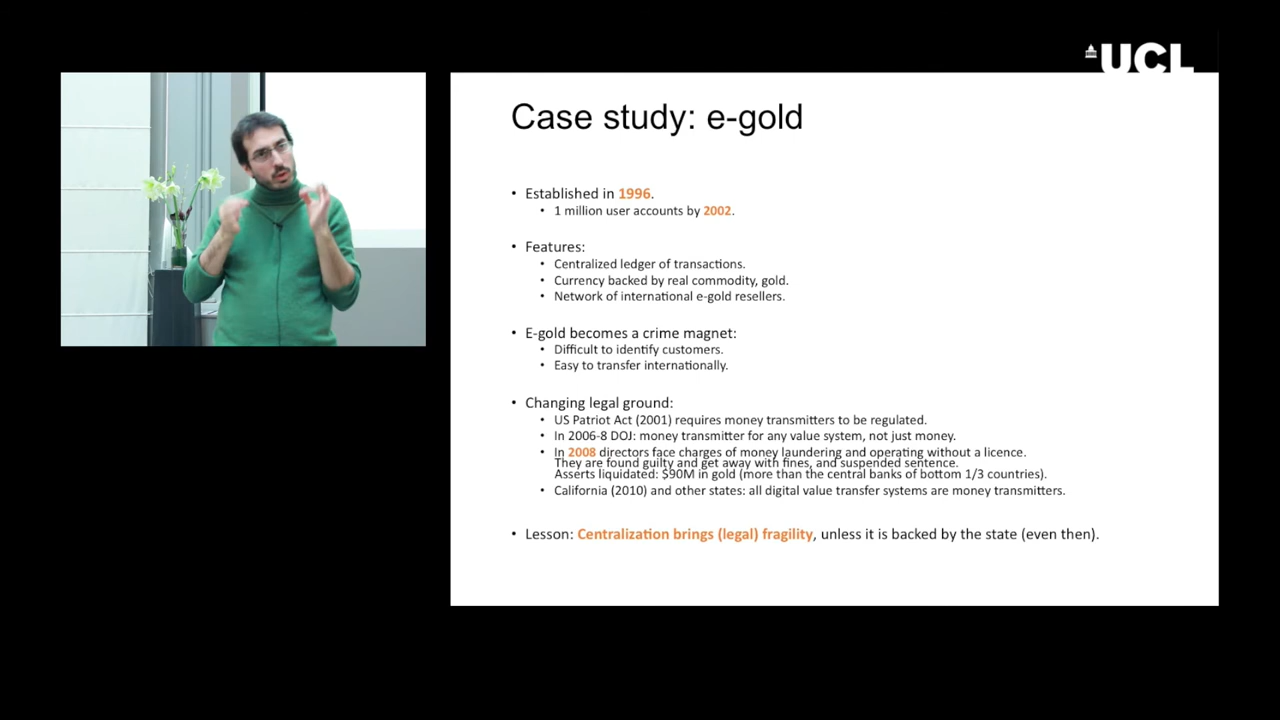 UCL
Case study: e-gold
• Established in 1996.
• 1 million user accounts by 2002.
• Features:
• Centralized ledger of transactions.
• Currency backed by real commodity, gold.
• Network of international e-gold resellers.
• E-gold becomes a crime magnet:
• Difficult to identify customers.
• Easy to transfer internationally.
• Changing legal ground:
• US Patriot Act (2001) requires money transmitters to be regulated.
• In 2006-8 DOJ: money transmitter for any value system, not just money.
• In 2008 directors face charges of money laundering and operating without a licence.
They are found guilty and get away with fines, and suspended sentence.
Asserts liquidated: $90M in gold (more than the central banks of bottom 1/3 countries).
• California (2010) and other states: all digital value transfer systems are money transmitters.
• Lesson: Centralization brings (legal) fragility, unless it is backed by the state (even then).